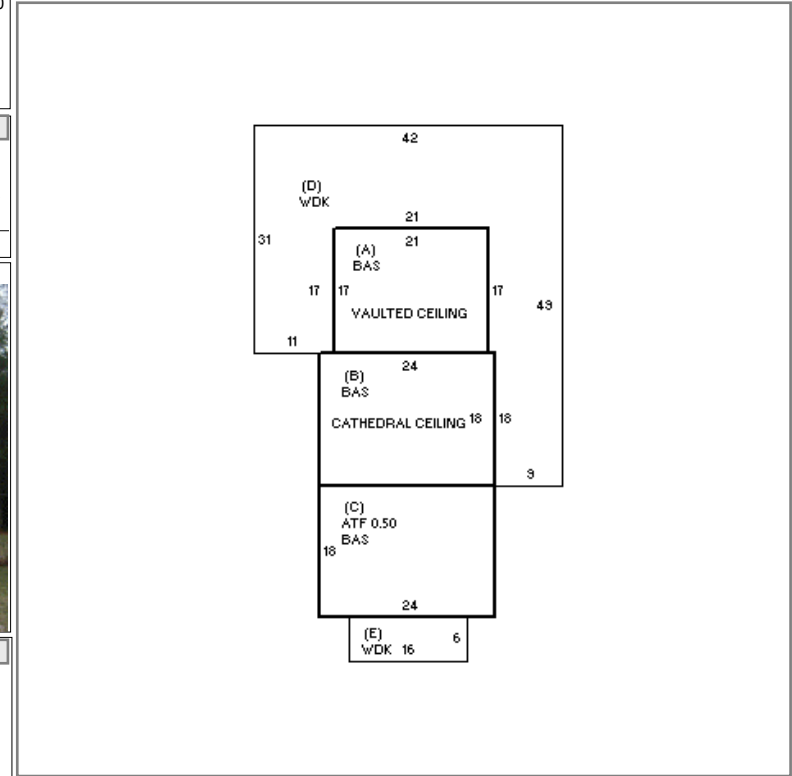 42
(D)
WDK
21
31
21
(A)
BAS
17
17
17
49
VAULTED CEILING
11
24
(B)
BAS
CATHEDRAL CEILING 18
18
9
(C)
ATF 0.50
BAS
18
24
(E)
WDK 16
6